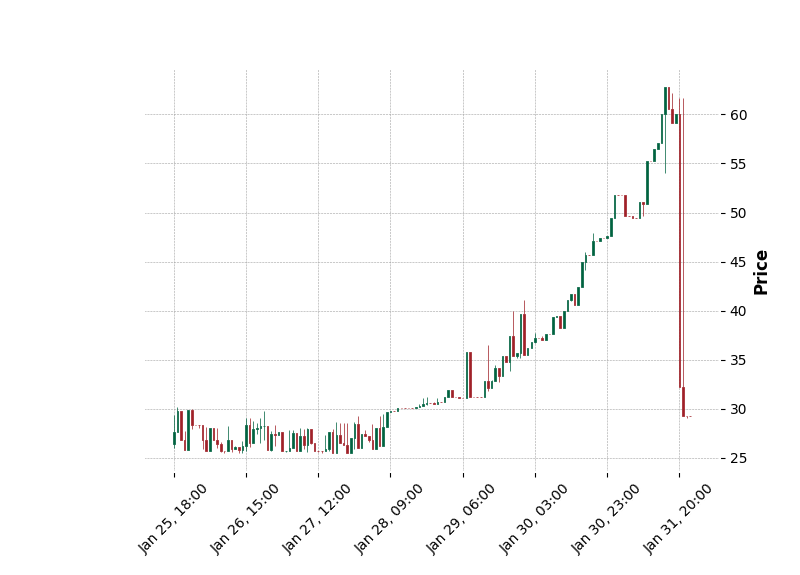 60
55
50
45
40
35
30
25
Price
Jan 25, 18:00
Jan 26, 15:00
Jan 27, 12:00
Jan 28, 09:00
Jan 29, 06:00
Jan 30, 03:00
Jan 30, 23:00
Jan 31, 20:00